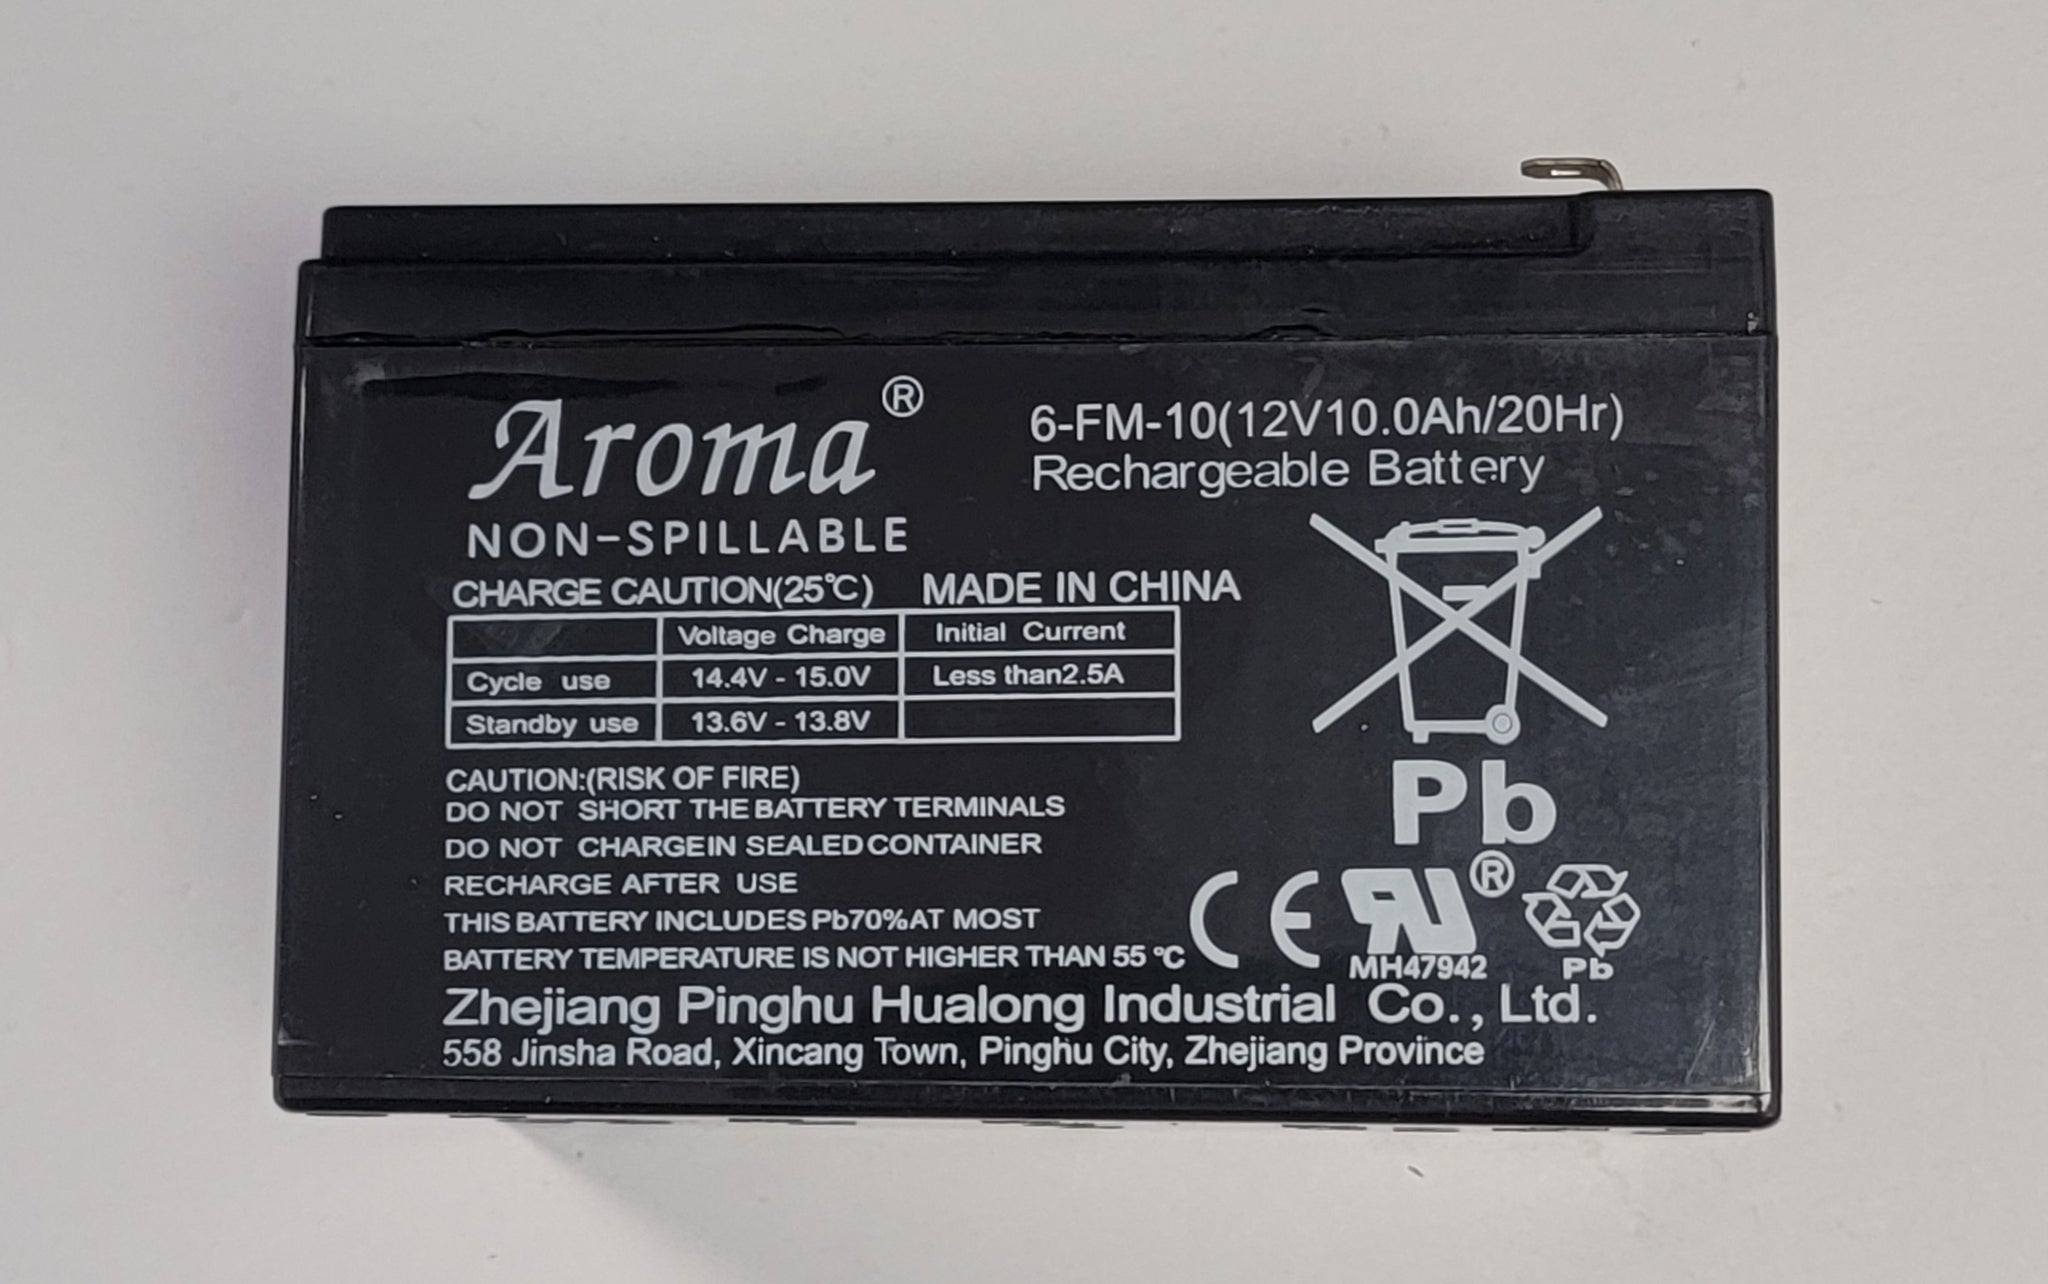 Aroma®
6-FM-10(12V10.0Ah/20Hr)
Rechargeable Battery
NON-SPILLABLE
CHARGE CAUTION(25℃) MADE IN CHINA
Voltage Charge Initial Current
Cycle use 14.4V - 15.0V Less than2.5A
Standby use 13.6V - 13.8V
CAUTION:(RISK OF FIRE)
DO NOT SHORT THE BATTERY TERMINALS
DO NOT CHARGE IN SEALED CONTAINER
RECHARGE AFTER USE
THIS BATTERY INCLUDES Pb70%AT MOST
BATTERY TEMPERATURE IS NOT HIGHER THAN 55 ℃
Pb
CE RU®
MH47942
Pb
Zhejiang Pinghu Hualong Industrial Co., Ltd.
558 Jinsha Road, Xincang Town, Pinghu City, Zhejiang Province